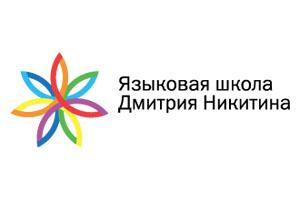 Языковая школа
Дмитрия Никитина